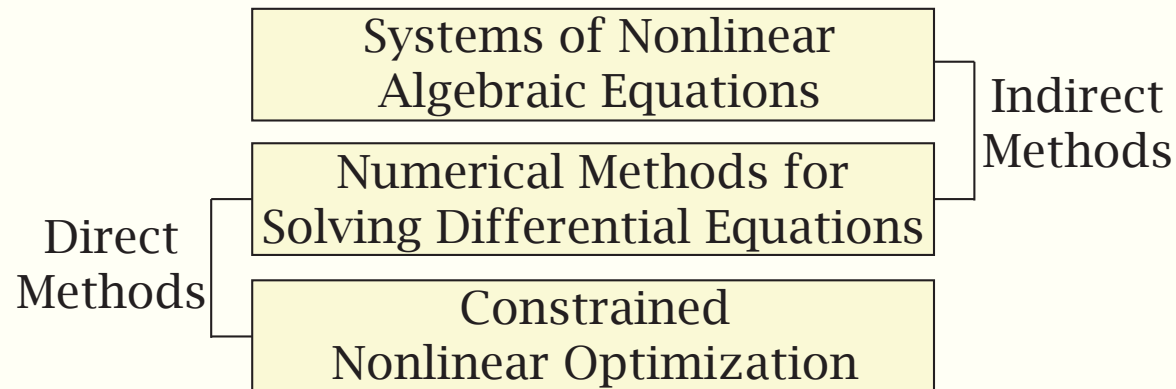 Systems of Nonlinear
Algebraic Equations
Indirect
Methods
Numerical Methods for
Solving Differential Equations
Direct
Methods
Constrained
Nonlinear Optimization